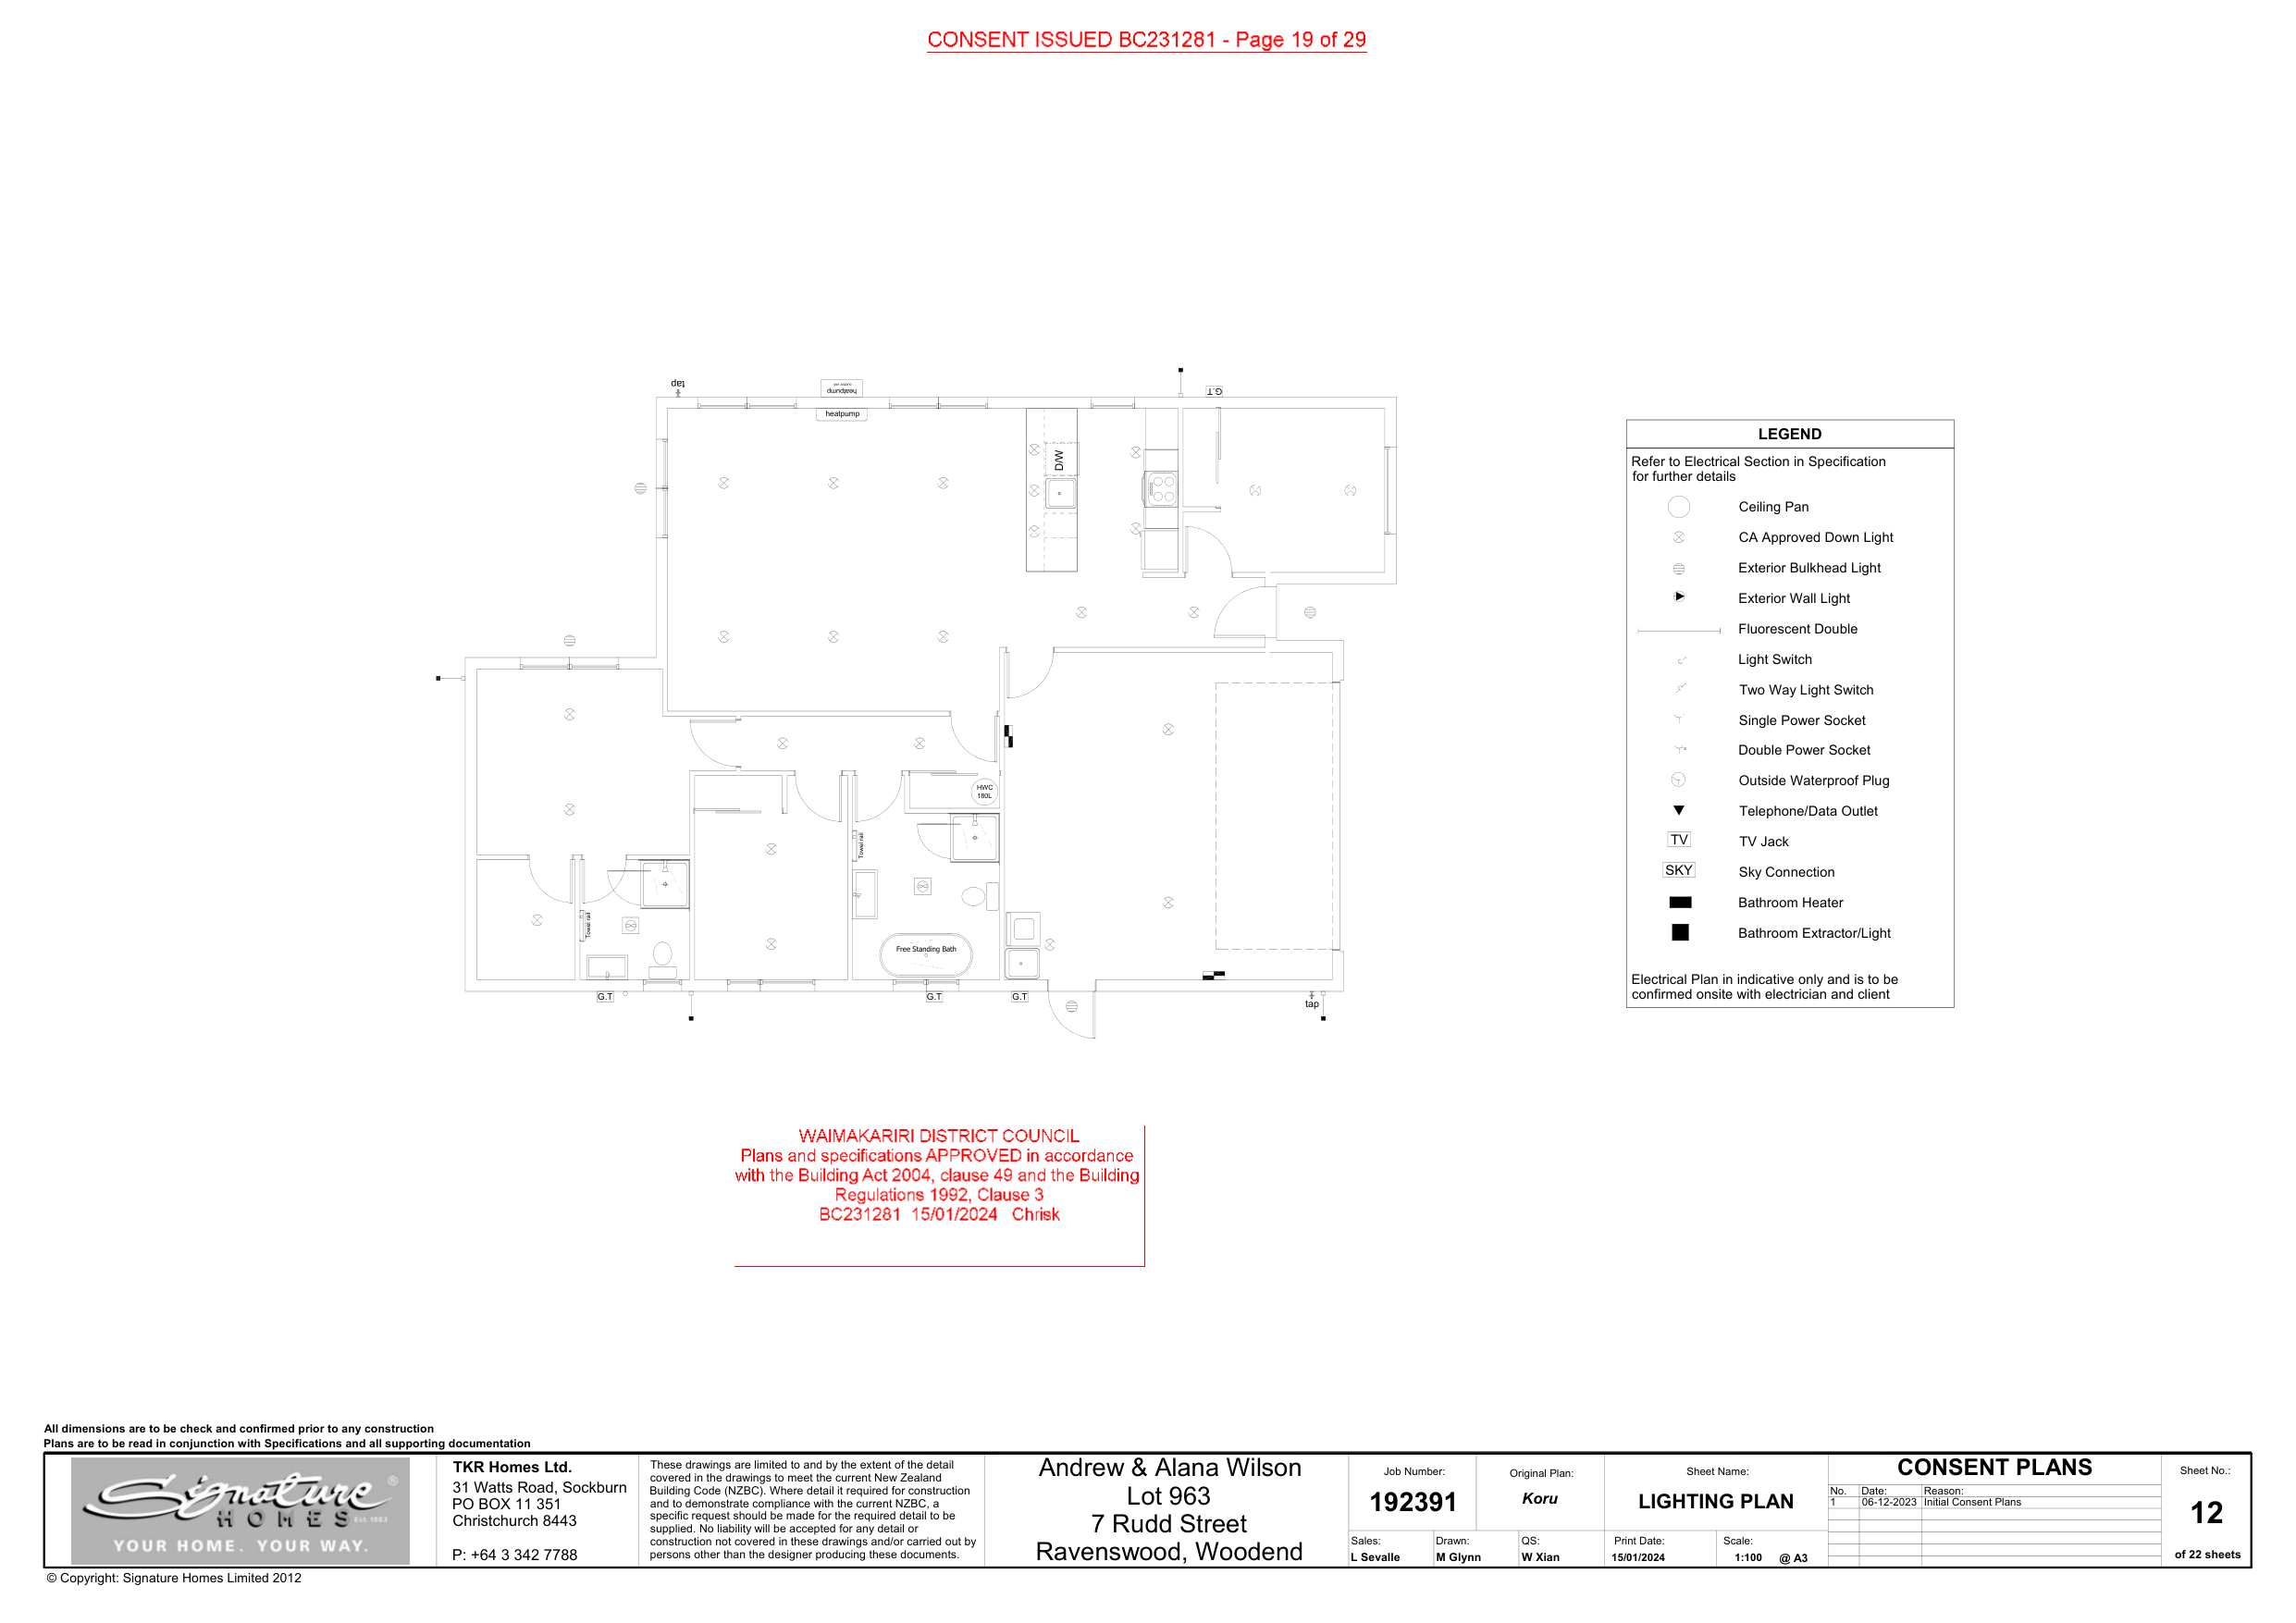 CONSENT ISSUED BC231281 - Page 19 of 29
tap
heatpump
G.T
heatpump
D/W
HWC
180L
Towel rail
Towel rail
Free Standing Bath
G.T
G.T
G.T
tap
LEGEND
Refer to Electrical Section in Specification
for further details
Ceiling Pan
CA Approved Down Light
Exterior Bulkhead Light
Exterior Wall Light
Fluorescent Double
Light Switch
Two Way Light Switch
Single Power Socket
Double Power Socket
Outside Waterproof Plug
Telephone/Data Outlet
TV TV Jack
SKY Sky Connection
Bathroom Heater
Bathroom Extractor/Light
Electrical Plan in indicative only and is to be
confirmed onsite with electrician and client
WAIMAKARIRI DISTRICT COUNCIL
Plans and specifications APPROVED in accordance
with the Building Act 2004, clause 49 and the Building
Regulations 1992, Clause 3
BC231281 15/01/2024 Chrisk
All dimensions are to be check and confirmed prior to any construction
Plans are to be read in conjunction with Specifications and all supporting documentation
Signature ®
HOMES Est. 1983
YOUR HOME. YOUR WAY.
TKR Homes Ltd.
31 Watts Road, Sockburn
PO BOX 11 351
Christchurch 8443
P: +64 3 342 7788
These drawings are limited to and by the extent of the detail
covered in the drawings to meet the current New Zealand
Building Code (NZBC). Where detail it required for construction
and to demonstrate compliance with the current NZBC, a
specific request should be made for the required detail to be
supplied. No liability will be accepted for any detail or
construction not covered in these drawings and/or carried out by
persons other than the designer producing these documents.
Andrew & Alana Wilson
Lot 963
7 Rudd Street
Ravenswood, Woodend
Job Number:
192391
Original Plan:
Koru
Sheet Name:
LIGHTING PLAN
Sales:
L Sevalle
Drawn:
M Glynn
QS:
W Xian
Print Date:
15/01/2024
Scale:
1:100 @ A3
CONSENT PLANS
No. Date: Reason:
1 06-12-2023 Initial Consent Plans
Sheet No.:
12
of 22 sheets
© Copyright: Signature Homes Limited 2012